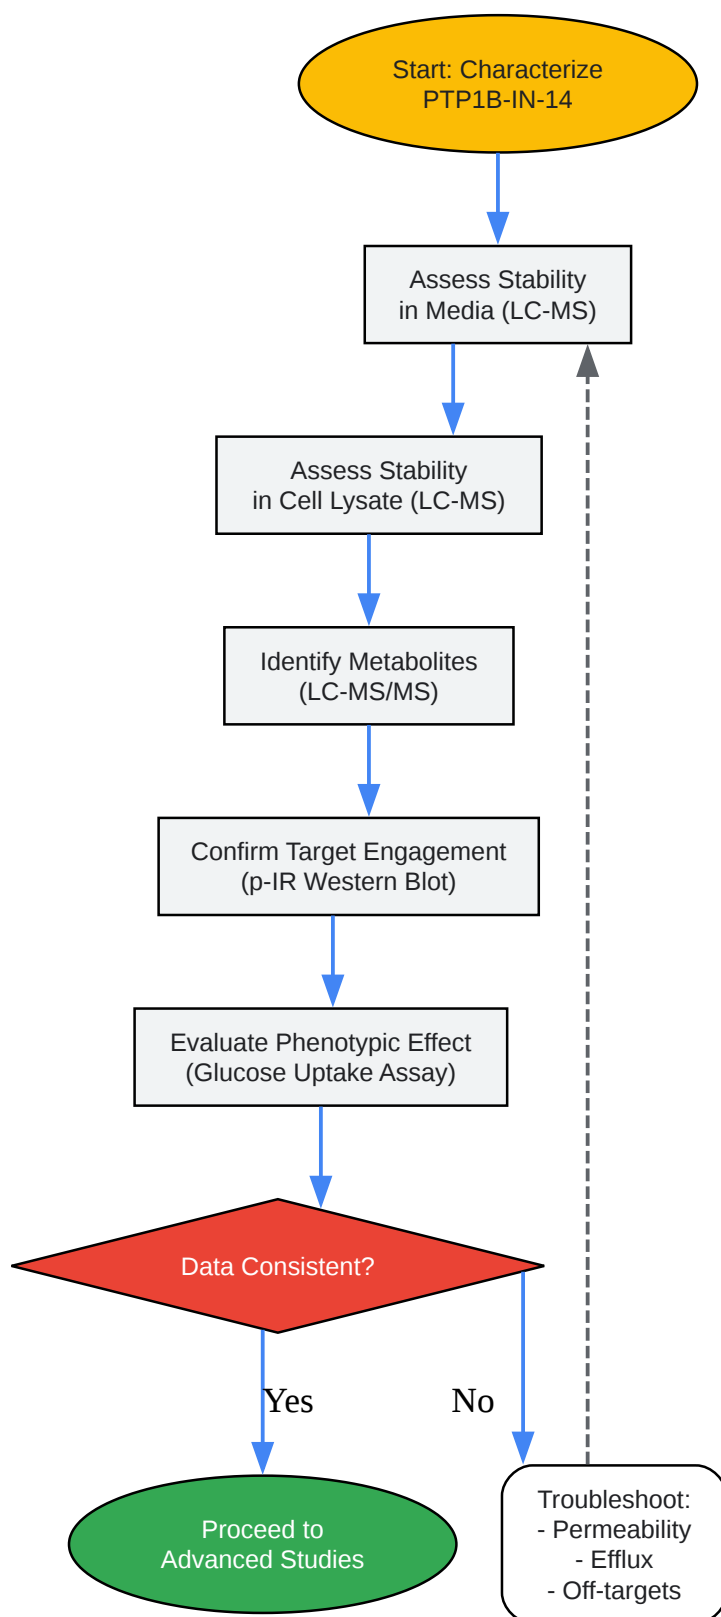 Start: Characterize
PTP1B-IN-14
Assess Stability
in Media (LC-MS)
Assess Stability
in Cell Lysate (LC-MS)
Identify Metabolites
(LC-MS/MS)
Confirm Target Engagement
(p-IR Western Blot)
Evaluate Phenotypic Effect
(Glucose Uptake Assay)
Data Consistent?
Yes
No
Proceed to
Advanced Studies
Troubleshoot:
- Permeability
- Efflux
- Off-targets